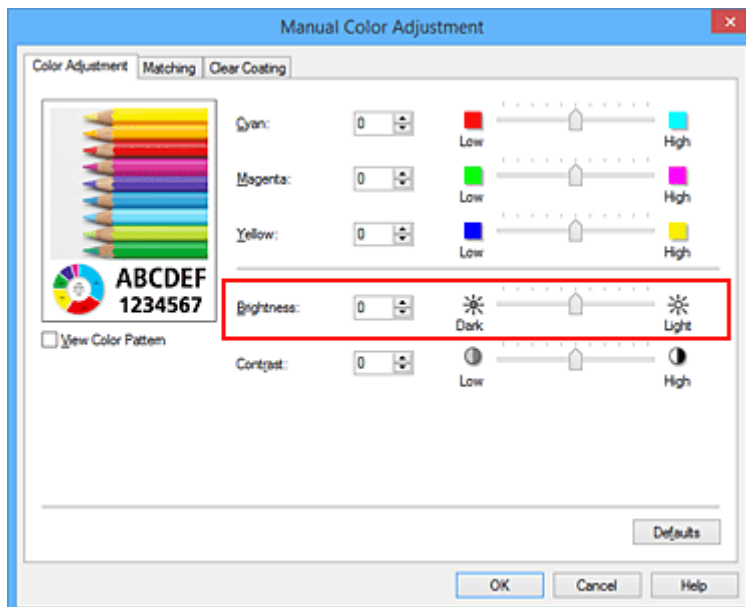 Manual Color Adjustment
Color Adjustment Matching Clear Coating
Cyan: 0 Low High
Magenta: 0 Low High
Yellow: 0 Low High
ABCDEF
1234567
Brightness: 0 Dark Light
View Color Pattern
Contrast: 0 Low High
Defaults
OK Cancel Help